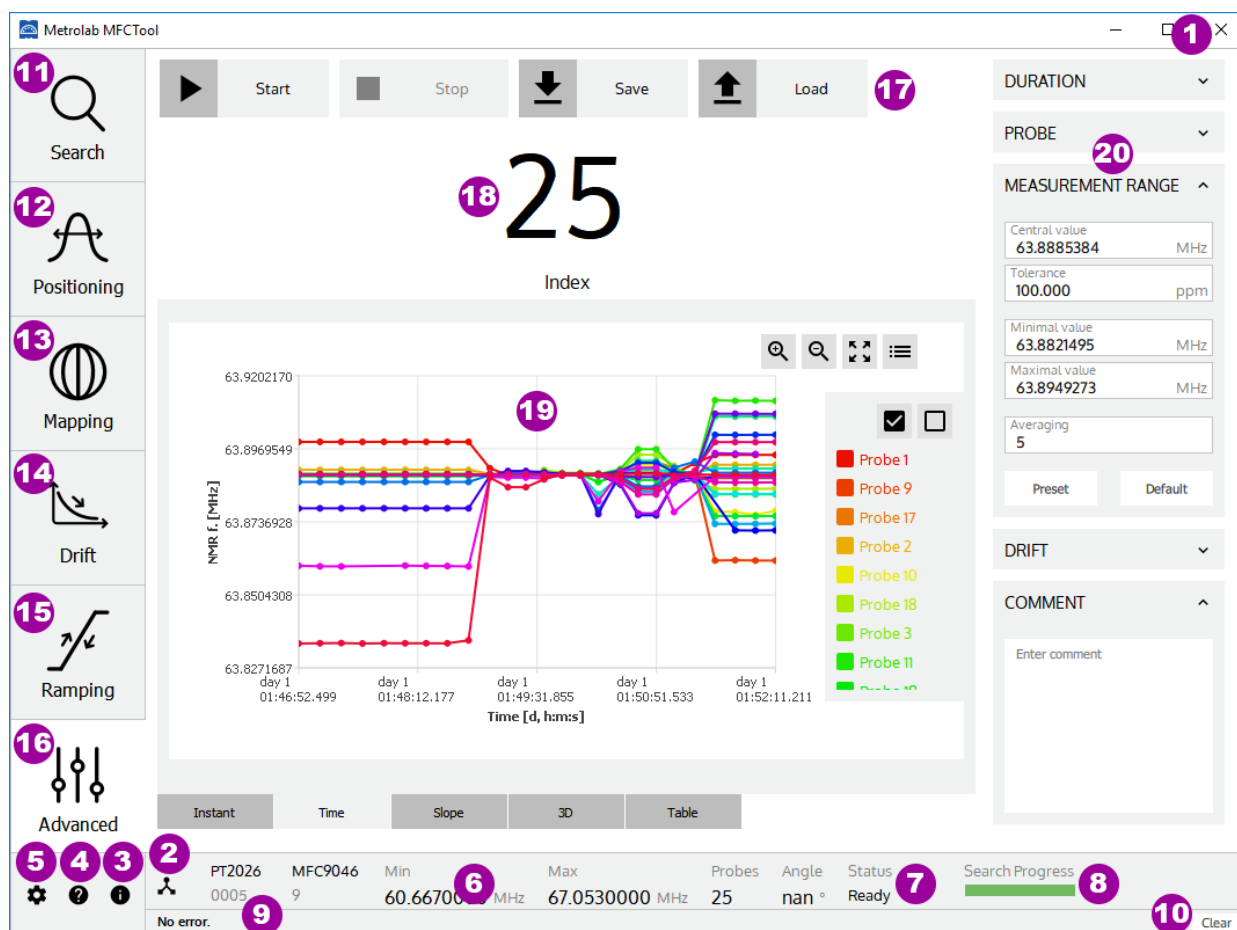 Metrolab MFCTool
1
11
Search
12
Positioning
13
Mapping
14
Drift
15
Ramping
16
Advanced
Start
Stop
Save
Load
17
18
25
Index
19
63.9202170
63.8969549
63.8736928
63.8504308
63.8271687
NMR f. [MHz]
day 1 day 1 day 1 day 1 day 1
01:46:52.499 01:48:12.177 01:49:31.855 01:50:51.533 01:52:11.211
Time [d, h:m:s]
Probe 1
Probe 9
Probe 17
Probe 2
Probe 10
Probe 18
Probe 3
Probe 11
Instant Time Slope 3D Table
DURATION
PROBE
20
MEASUREMENT RANGE
Central value
63.8885384 MHz
Tolerance
100.000 ppm
Minimal value
63.8821495 MHz
Maximal value
63.8949273 MHz
Averaging
5
Preset Default
DRIFT
COMMENT
Enter comment
5 4 3 2
PT2026 MFC9046 Min Max Probes Angle Status Search Progress
0005 9 MHz 67.0530000 MHz 25 nan ° Ready
6 7 8
9 10
No error. Clear